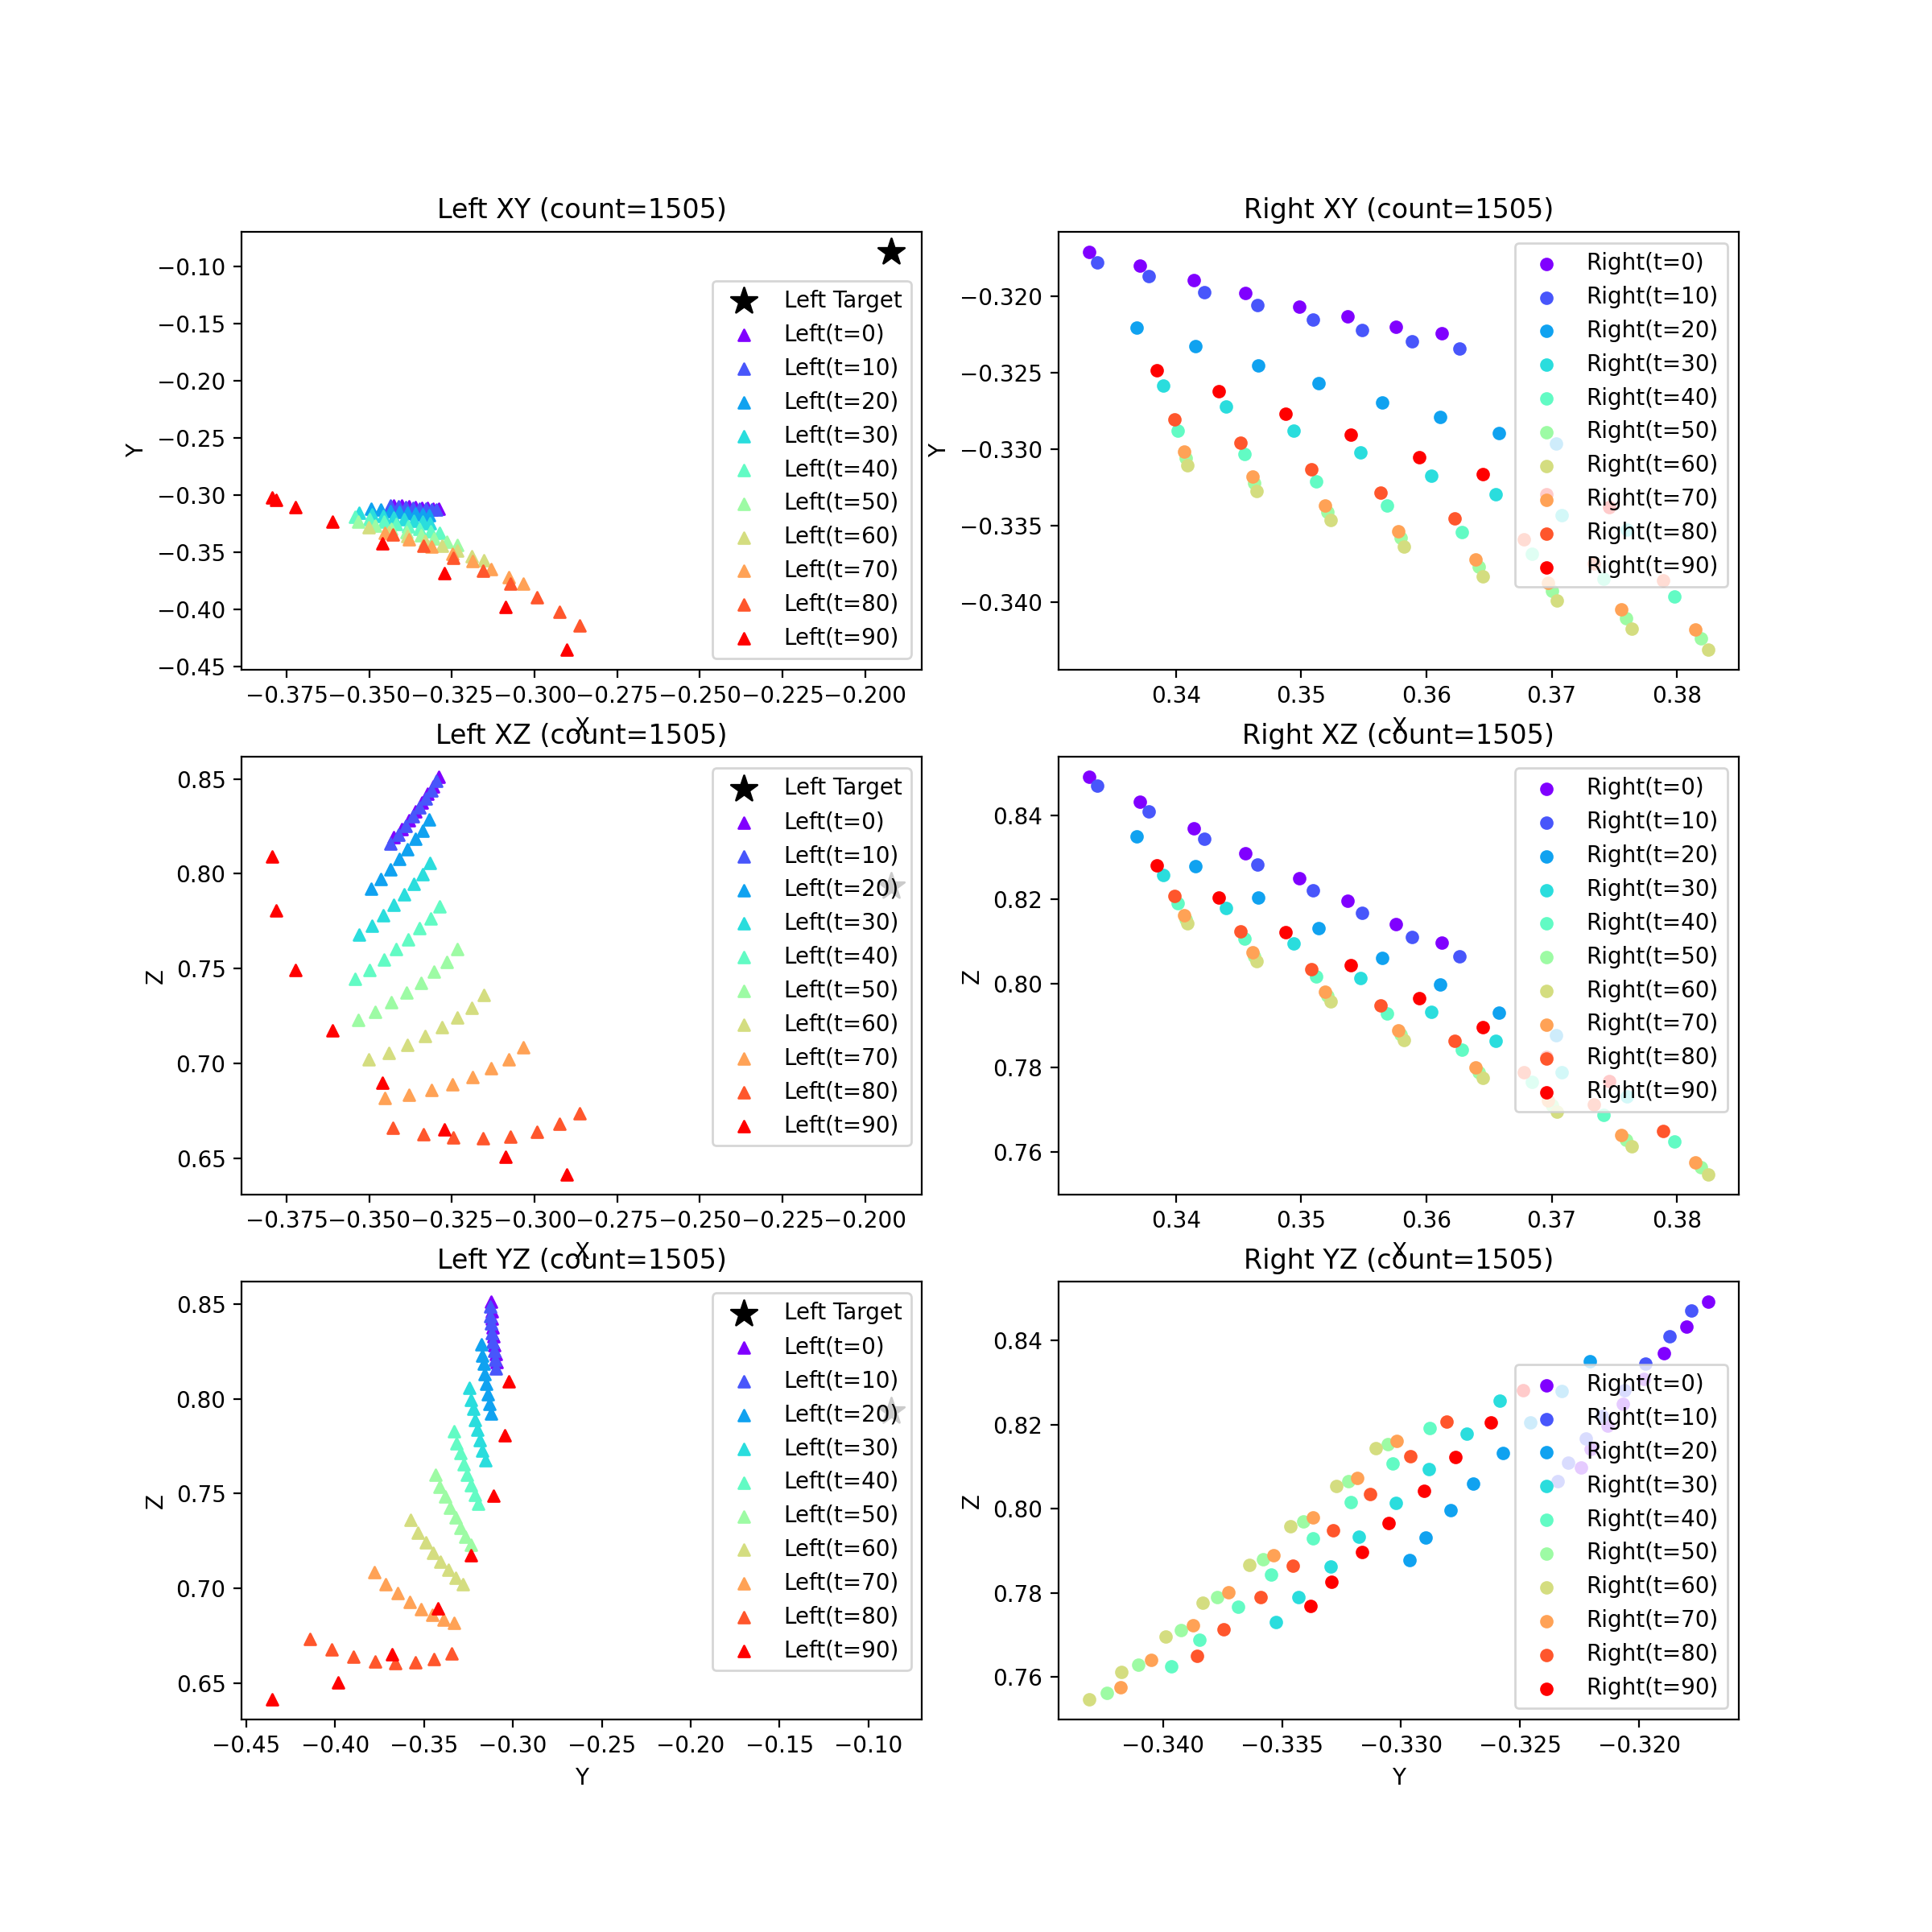 Left XY (count=1505)
Y
−0.10
−0.15
−0.20
−0.25
−0.30
−0.35
−0.40
−0.45
Left Target
Left(t=0)
Left(t=10)
Left(t=20)
Left(t=30)
Left(t=40)
Left(t=50)
Left(t=60)
Left(t=70)
Left(t=80)
Left(t=90)
−0.375−0.350−0.325−0.300−0.275−0.250−0.225−0.200
X
Right XY (count=1505)
Y
−0.320
−0.325
−0.330
−0.335
−0.340
Right(t=0)
Right(t=10)
Right(t=20)
Right(t=30)
Right(t=40)
Right(t=50)
Right(t=60)
Right(t=70)
Right(t=80)
Right(t=90)
0.34 0.35 0.36 0.37 0.38
X
Left XZ (count=1505)
Z
0.85
0.80
0.75
0.70
0.65
Left Target
Left(t=0)
Left(t=10)
Left(t=20)
Left(t=30)
Left(t=40)
Left(t=50)
Left(t=60)
Left(t=70)
Left(t=80)
Left(t=90)
−0.375−0.350−0.325−0.300−0.275−0.250−0.225−0.200
X
Right XZ (count=1505)
Z
0.84
0.82
0.80
0.78
0.76
Right(t=0)
Right(t=10)
Right(t=20)
Right(t=30)
Right(t=40)
Right(t=50)
Right(t=60)
Right(t=70)
Right(t=80)
Right(t=90)
0.34 0.35 0.36 0.37 0.38
X
Left YZ (count=1505)
Z
0.85
0.80
0.75
0.70
0.65
Left Target
Left(t=0)
Left(t=10)
Left(t=20)
Left(t=30)
Left(t=40)
Left(t=50)
Left(t=60)
Left(t=70)
Left(t=80)
Left(t=90)
−0.45 −0.40 −0.35 −0.30 −0.25 −0.20 −0.15 −0.10
Y
Right YZ (count=1505)
Z
0.84
0.82
0.80
0.78
0.76
Right(t=0)
Right(t=10)
Right(t=20)
Right(t=30)
Right(t=40)
Right(t=50)
Right(t=60)
Right(t=70)
Right(t=80)
Right(t=90)
−0.340 −0.335 −0.330 −0.325 −0.320
Y